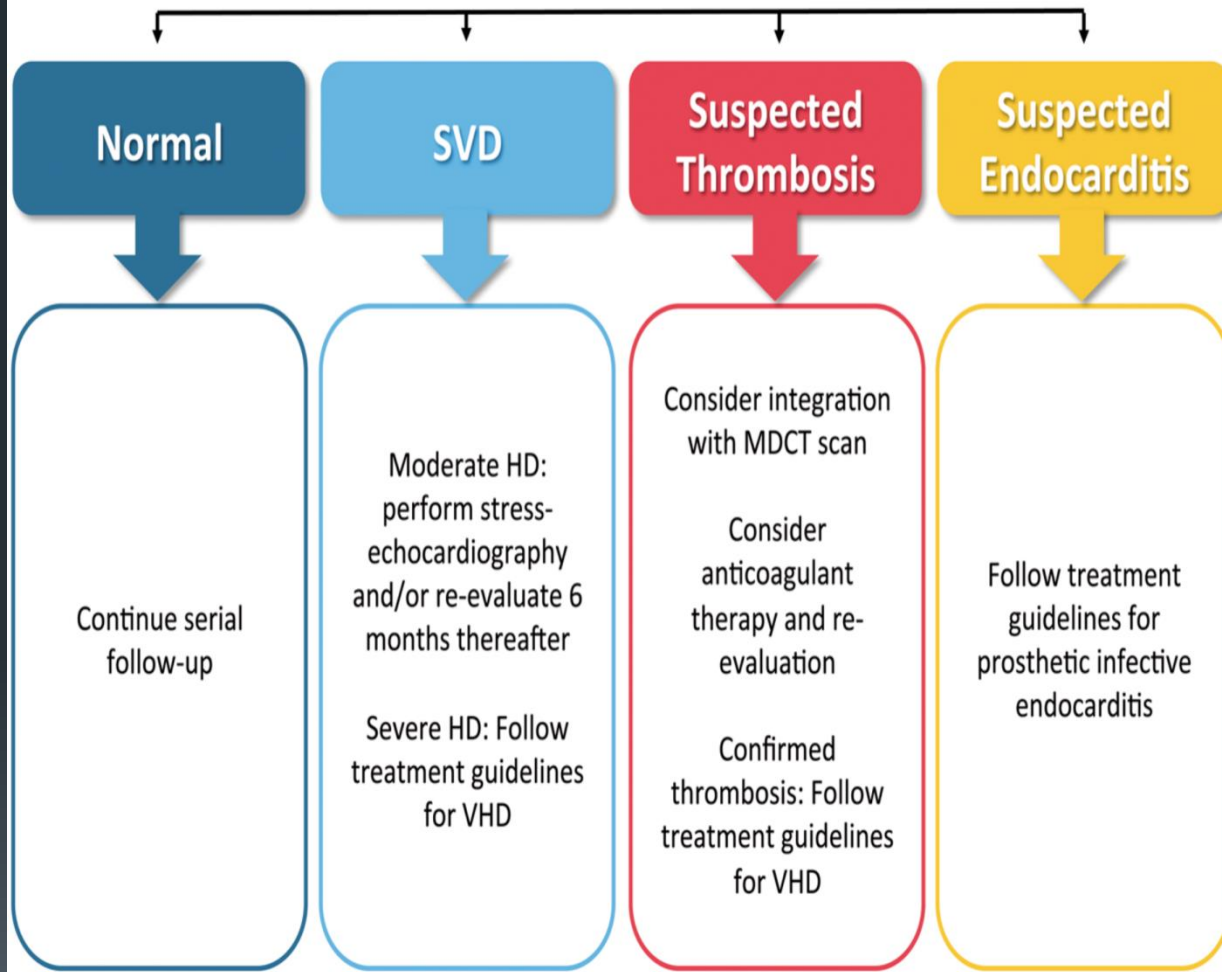 Normal
Continue serial
follow-up
SVD
Moderate HD:
perform stress-
echocardiography
and/or re-evaluate 6
months thereafter
Severe HD: Follow
treatment guidelines
for VHD
Suspected
Thrombosis
Consider integration
with MDCT scan
Consider
anticoagulant
therapy and re-
evaluation
Confirmed
thrombosis: Follow
treatment guidelines
for VHD
Suspected
Endocarditis
Follow treatment
guidelines for
prosthetic infective
endocarditis